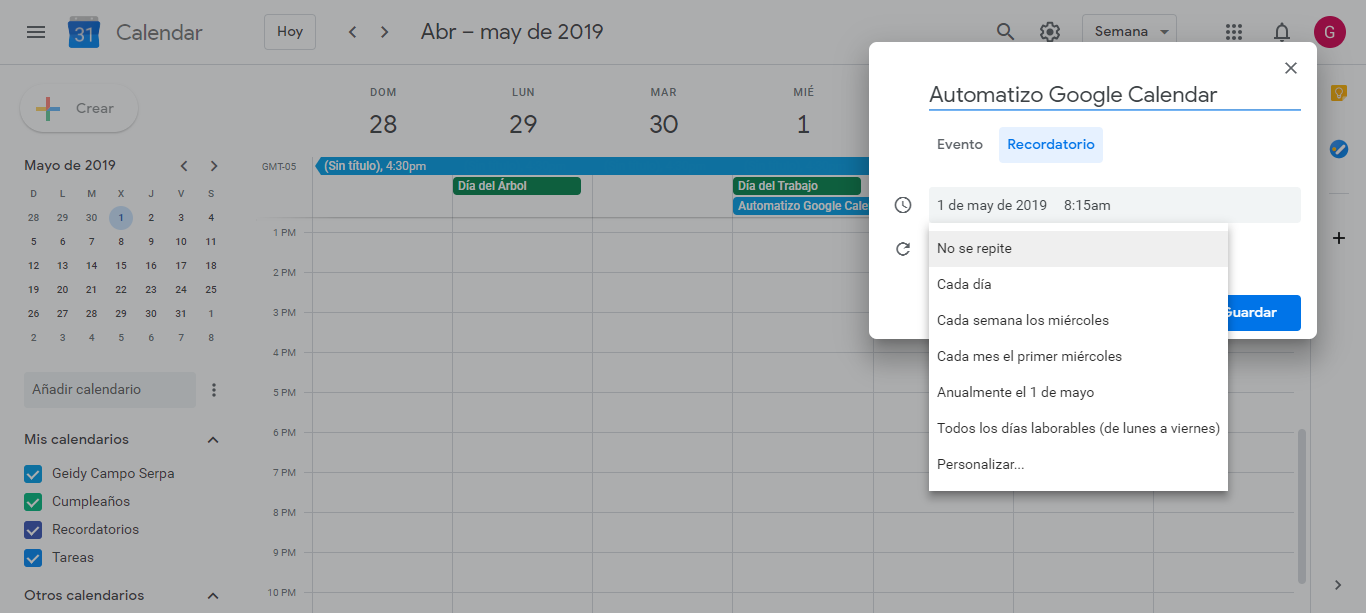 31 Calendar Hoy Abr – may de 2019 Semana G
Automatizo Google Calendar
Evento Recordatorio
1 de may de 2019 8:15am
No se repite
Cada día
Cada semana los miércoles
Cada mes el primer miércoles
Anualmente el 1 de mayo
Todos los días laborables (de lunes a viernes)
Personalizar...
Guardar
Crear
Mayo de 2019
D L M X J V S
28 29 30 1 2 3 4
5 6 7 8 9 10 11
12 13 14 15 16 17 18
19 20 21 22 23 24 25
26 27 28 29 30 31 1
2 3 4 5 6 7 8
Añadir calendario
Mis calendarios
Geidy Campo Serpa
Cumpleaños
Recordatorios
Tareas
Otros calendarios
DOM LUN MAR MIÉ
28 29 30 1
GMT-05 (Sin título), 4:30pm
Día del Árbol Día del Trabajo
Automatizo Google Cale
1 PM
2 PM
3 PM
4 PM
5 PM
6 PM
7 PM
8 PM
9 PM
10 PM